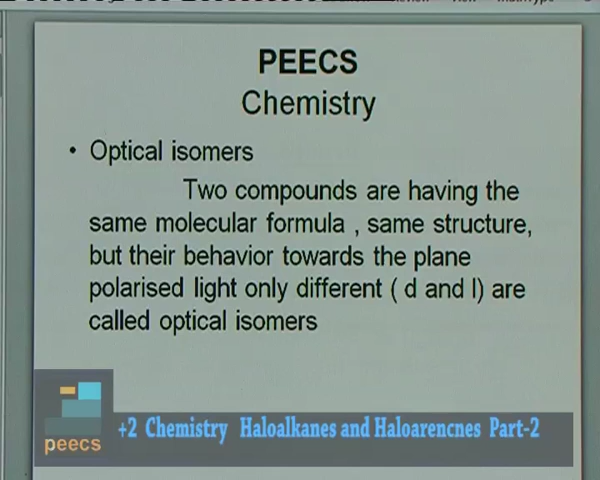 PEECS
Chemistry
• Optical isomers
Two compounds are having the
same molecular formula , same structure,
but their behavior towards the plane
polarised light only different ( d and l) are
called optical isomers
peecs
+2 Chemistry Haloalkanes and Haloarencnes Part-2